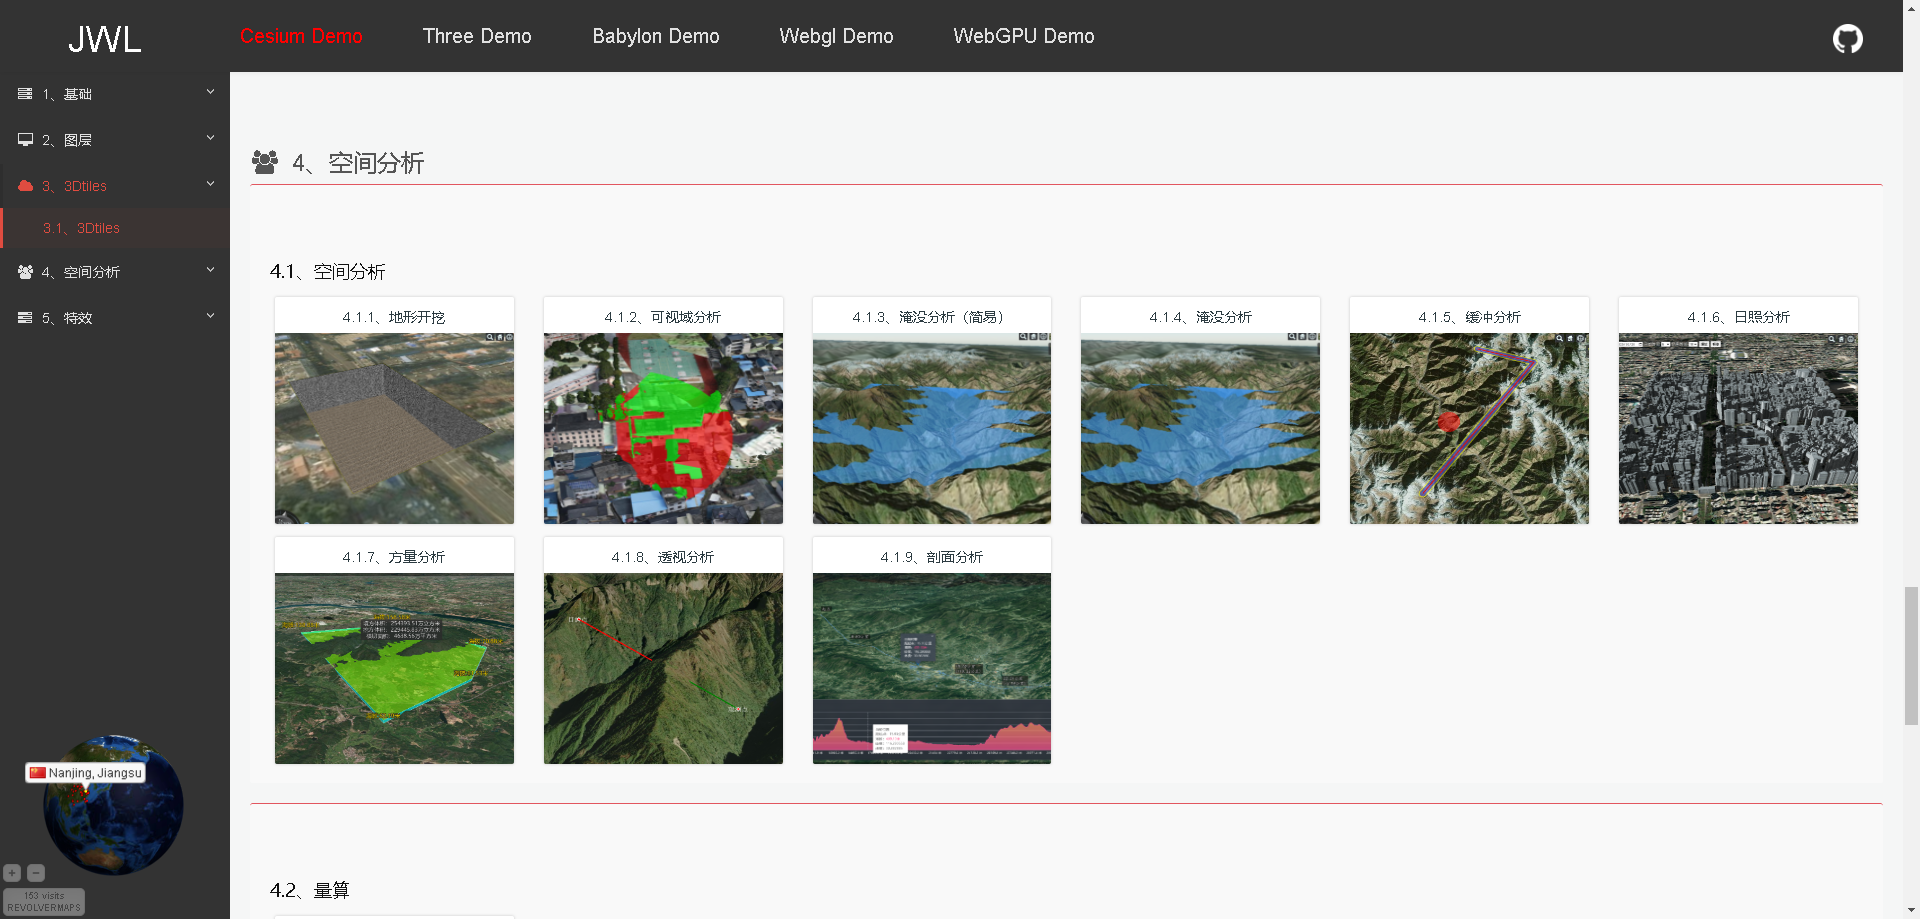 JWL
Cesium Demo
Three Demo
Babylon Demo
Webgl Demo
WebGPU Demo
1、基础
2、图层
3、3Dtiles
3.1、3Dtiles
4、空间分析
5、特效
Nanjing, Jiangsu
+
−
153 visits
REVOLVERMAPS
4、空间分析
4.1、空间分析
4.1.1、地形开挖
4.1.2、可视域分析
4.1.3、淹没分析（简易）
4.1.4、淹没分析
4.1.5、缓冲分析
4.1.6、日照分析
4.1.7、方量分析
4.1.8、透视分析
4.1.9、剖面分析
4.2、量算